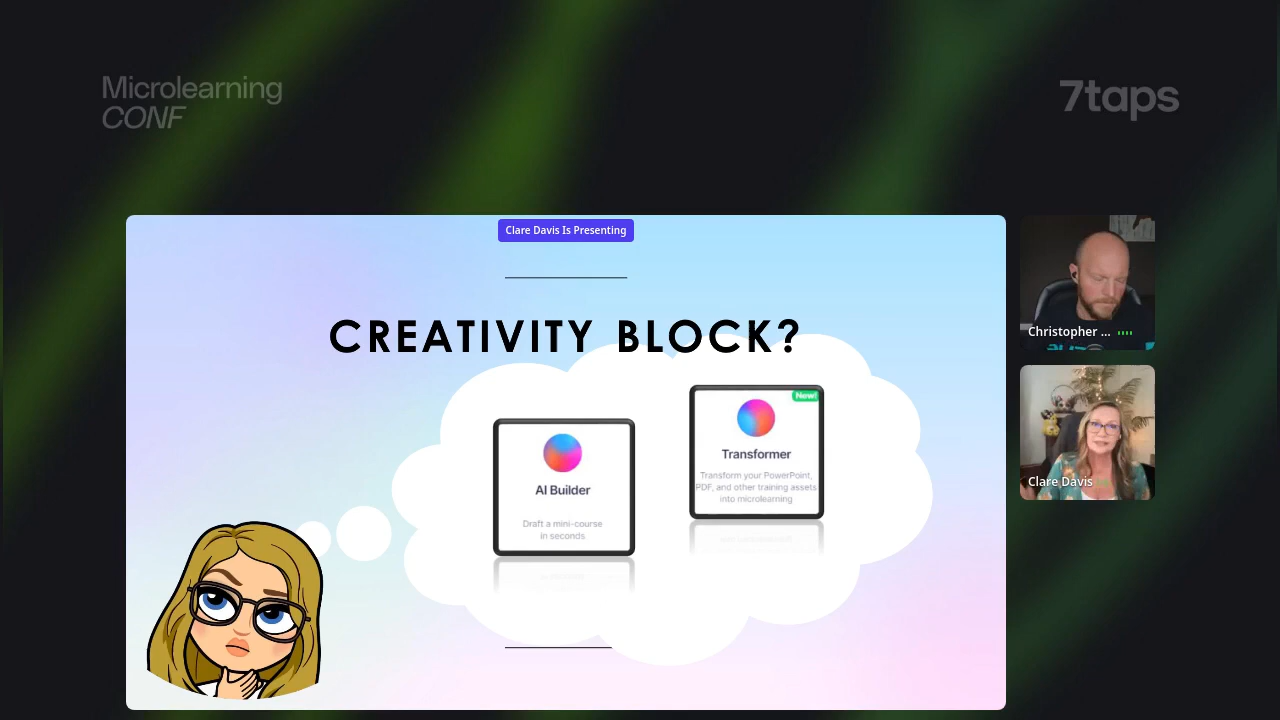 Microlearning
CONF
7taps
Clare Davis Is Presenting
CREATIVITY BLOCK?
AI Builder
Draft a mini-course
in seconds
New!
Transformer
Transform your PowerPoint,
PDF, and other training assets
into microlearning
Christopher ...
Clare Davis